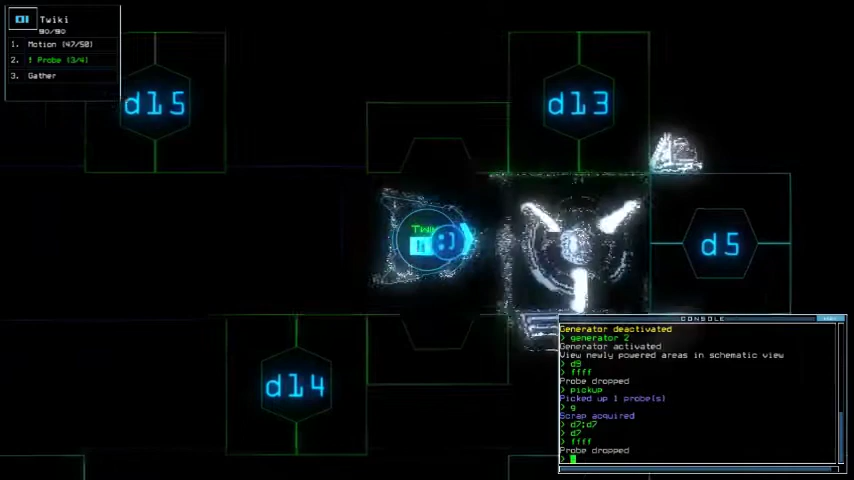 Twiki
90/90
1. Motion (47/50)
2. ↑ Probe (3/4)
3. Gather
d15
d13
Twiki
:)
d5
d14
CONSOLE
Generator deactivated
> generator 2
Generator activated
View newly powered areas in schematic view
> d9
> ffff
Probe dropped
> pickup
Picked up 1 probe(s)
> g
Scrap acquired
> d7;d7
> d7
> ffff
Probe dropped
>